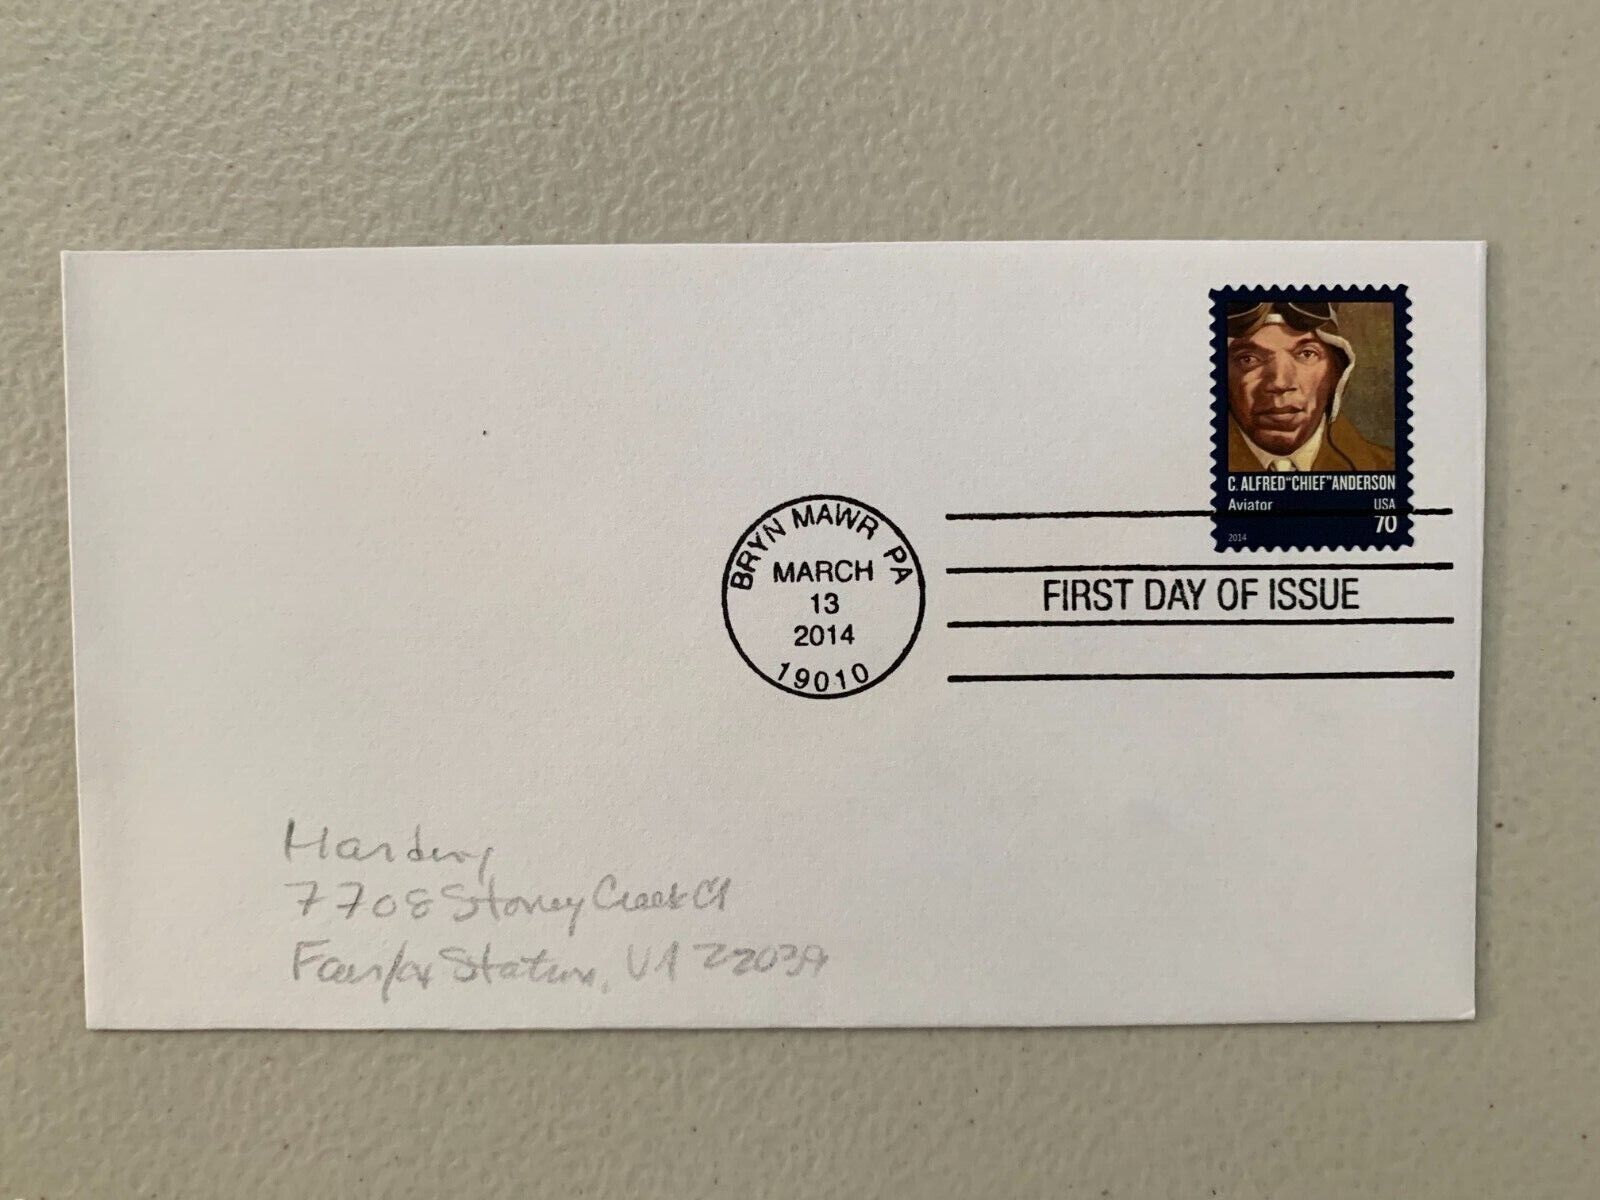 C. ALFRED "CHIEF" ANDERSON
Aviator USA
70
2014
BRYN MAWR PA
MARCH
13
2014
19010
FIRST DAY OF ISSUE
Harding
7708 Stoney Creek Ct
Fairfax Station, VA 22039